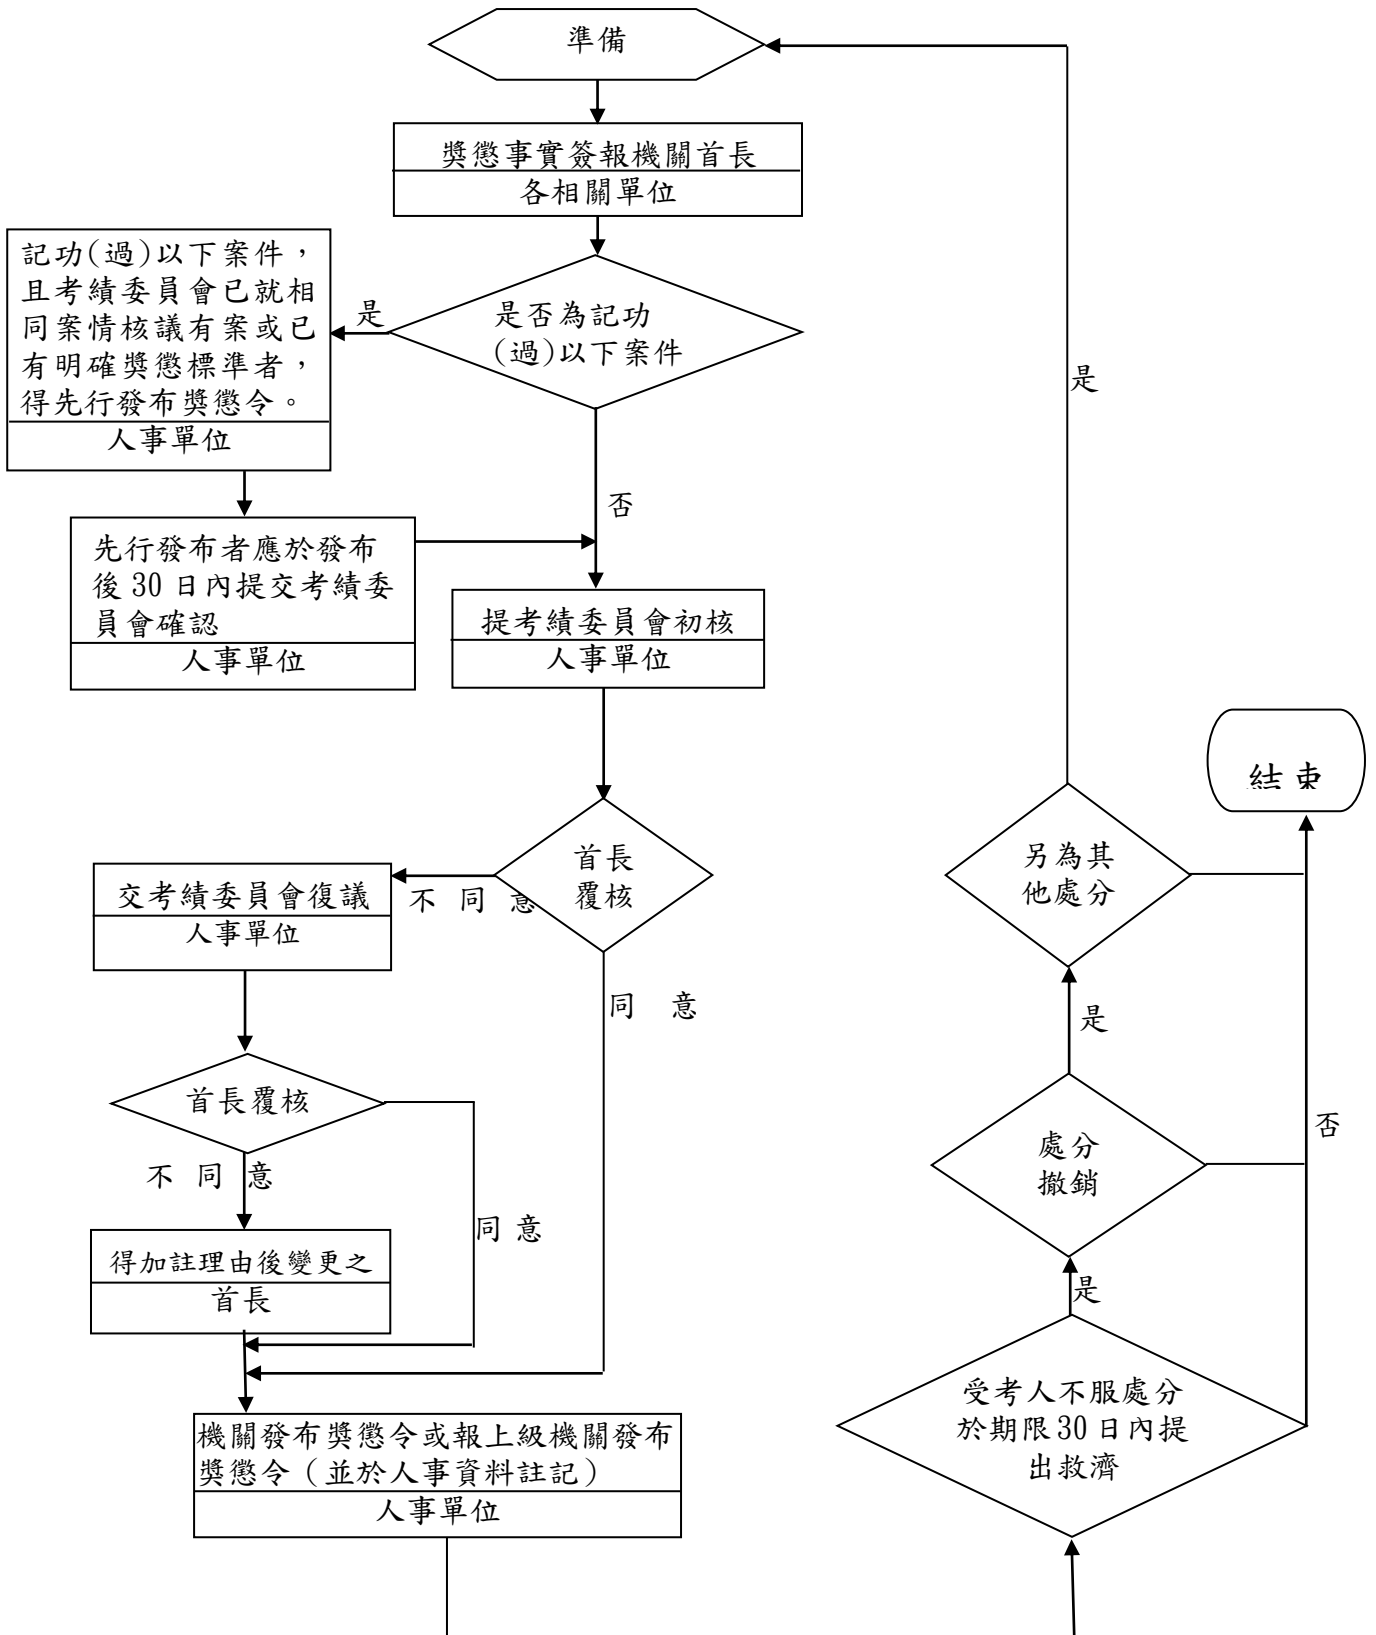 準備
獎懲事實簽報機關首長
各相關單位
記功(過)以下案件，
且考績委員會已就相
同案情核議有案或已
有明確獎懲標準者，
得先行發布獎懲令。
人事單位
是
是否為記功
(過)以下案件
是
否
先行發布者應於發布
後30日內提交考績委
員會確認
人事單位
提考績委員會初核
人事單位
首長
覆核
不同意
交考績委員會復議
人事單位
同意
首長覆核
不同意
同意
得加註理由後變更之
首長
機關發布獎懲令或報上級機關發布
獎懲令（並於人事資料註記）
人事單位
結束
另為其
他處分
是
處分
撤銷
否
是
受考人不服處分
於期限30日內提
出救濟